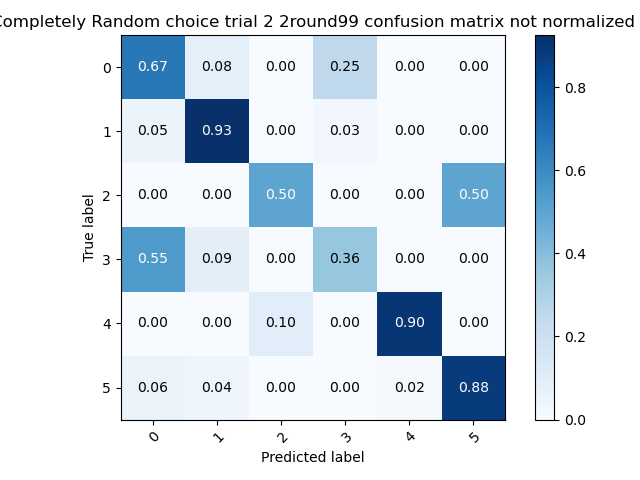 Completely Random choice trial 2 2round99 confusion matrix not normalized
0 0.67 0.08 0.00 0.25 0.00 0.00
1 0.05 0.93 0.00 0.03 0.00 0.00
2 0.00 0.00 0.50 0.00 0.00 0.50
3 0.55 0.09 0.00 0.36 0.00 0.00
4 0.00 0.00 0.10 0.00 0.90 0.00
5 0.06 0.04 0.00 0.00 0.02 0.88
0 1 2 3 4 5
True label
Predicted label
0.8
0.6
0.4
0.2
0.0